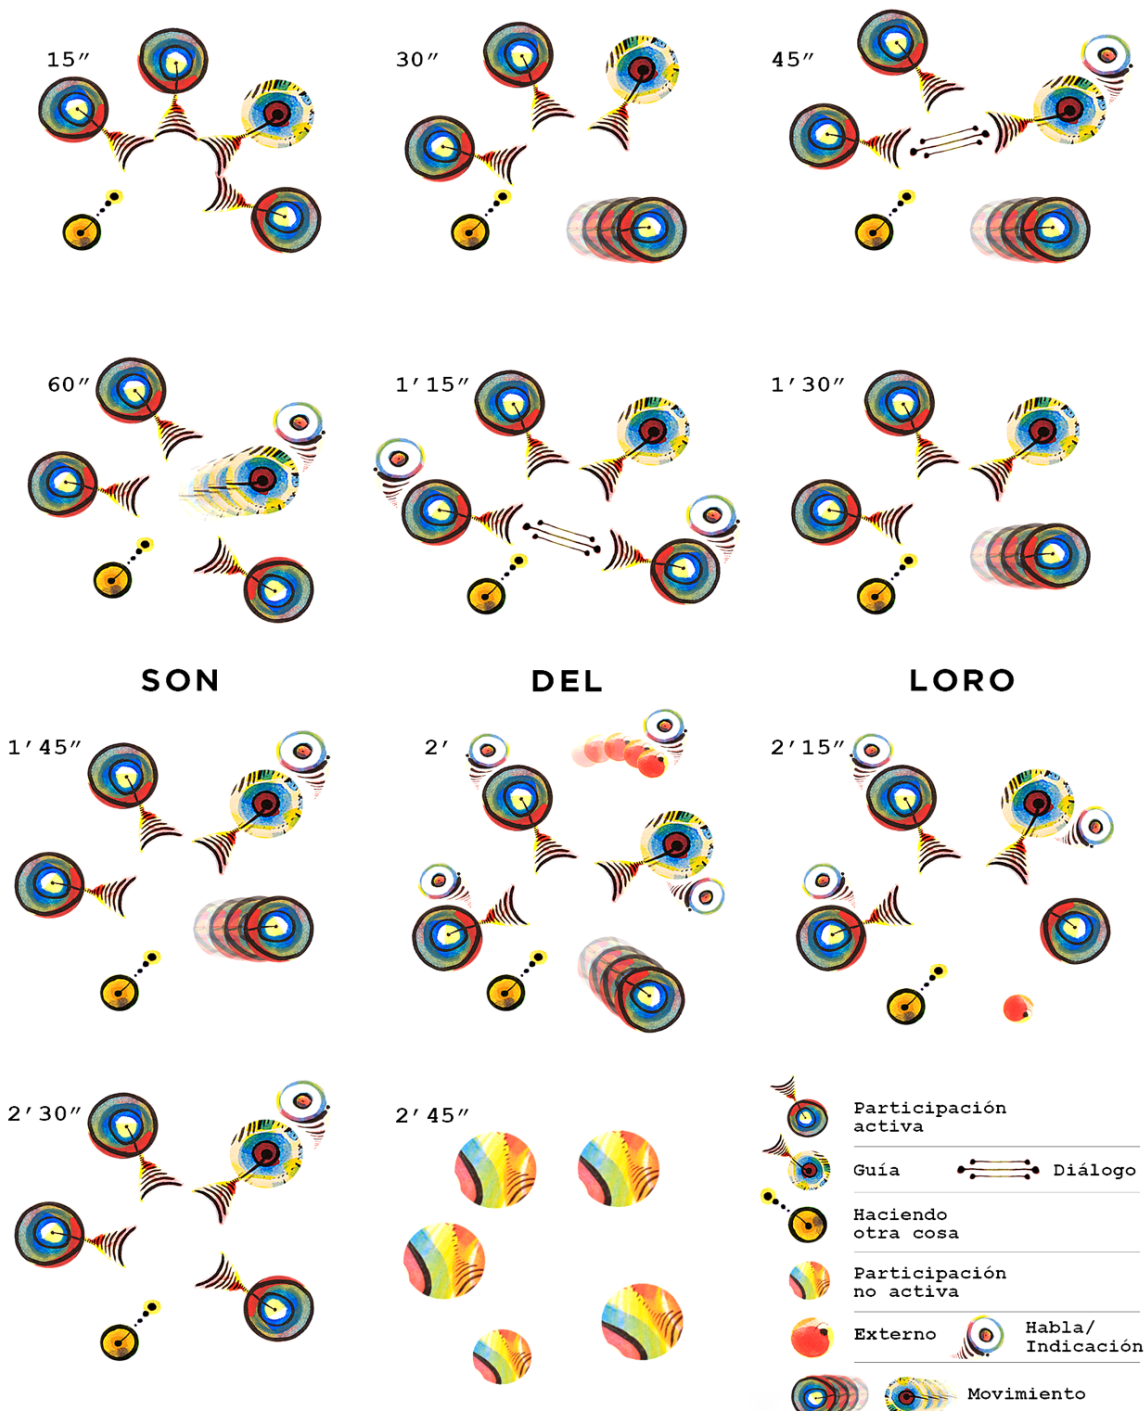 15″
30″
45″
60″
1′15″
1′30″
SON DEL LORO
1′45″
2′
2′15″
2′30″
2′45″
Participación
activa
Guía
Diálogo
Haciendo
otra cosa
Participación
no activa
Externo
Habla/
Indicación
Movimiento